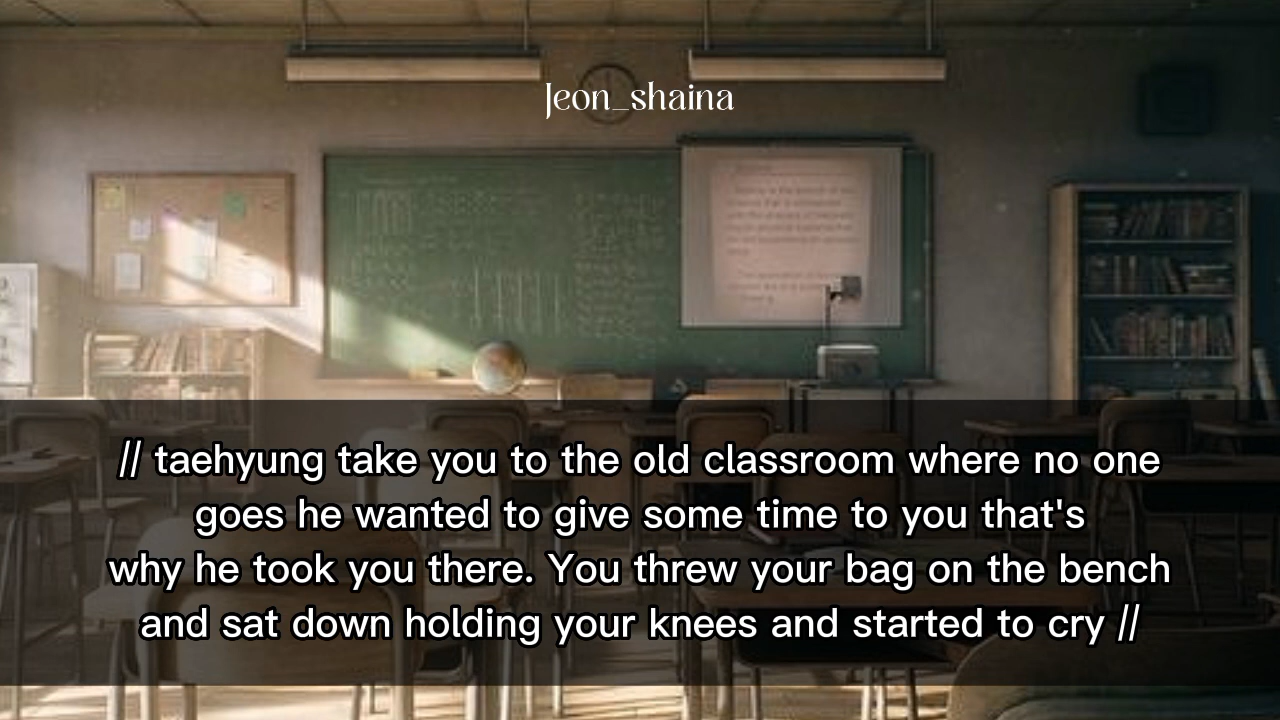 Jeon_shaina
// taehyung take you to the old classroom where no one
goes he wanted to give some time to you that's
why he took you there. You threw your bag on the bench
and sat down holding your knees and started to cry //